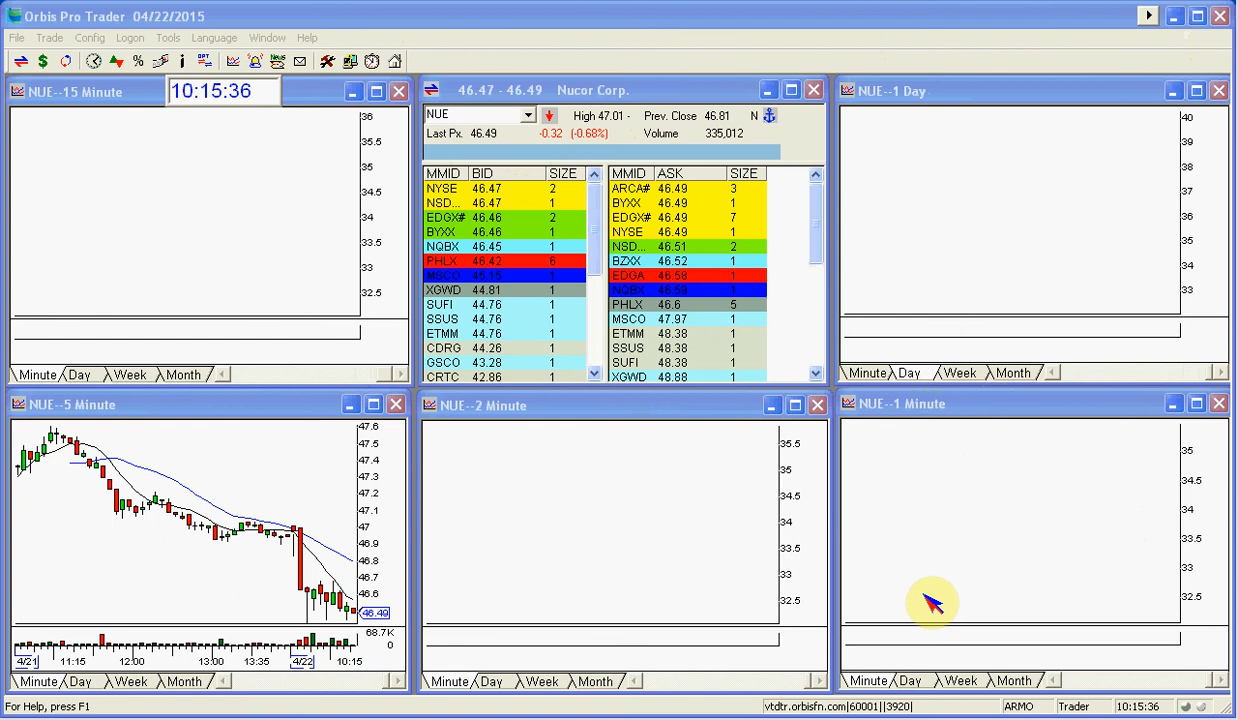 Orbis Pro Trader 04/22/2015
File Trade Config Logon Tools Language Window Help
NUE--15 Minute
10:15:36
36
35.5
35
34.5
34
33.5
33
32.5
Minute Day Week Month
46.47 - 46.49 Nucor Corp.
NUE High 47.01 - Prev. Close 46.81 N
Last Px. 46.49 -0.32 (-0.68%) Volume 335,012
MMID BID SIZE
NYSE 46.47 2
NSD... 46.47 1
EDGX# 46.46 2
BYXX 46.46 1
NQBX 46.45 1
PHLX 46.42 6
MSCO 45.15 1
XGWD 44.81 1
SUFI 44.76 1
SSUS 44.76 1
ETMM 44.76 1
CDRG 44.26 1
GSCO 43.28 1
CRTC 42.86 1
MMID ASK SIZE
ARCA# 46.49 3
BYXX 46.49 1
EDGX# 46.49 7
NYSE 46.49 1
NSD... 46.51 2
BZXX 46.52 1
EDGA 46.58 1
NQBX 46.59 1
PHLX 46.6 5
MSCO 47.97 1
ETMM 48.38 1
SSUS 48.38 1
SUFI 48.38 1
XGWD 48.88 1
NUE--1 Day
40
39
38
37
36
35
34
33
Minute Day Week Month
NUE--5 Minute
47.6
47.5
47.4
47.3
47.2
47.1
47
46.9
46.8
46.7
46.6
46.49
68.7K
0
4/21 11:15 12:00 13:00 13:35 4/22 10:15
Minute Day Week Month
NUE--2 Minute
35.5
35
34.5
34
33.5
33
32.5
Minute Day Week Month
NUE--1 Minute
35
34.5
34
33.5
33
32.5
Minute Day Week Month
For Help, press F1
vtdtr.orbisfn.com|60001||3920| ARMO Trader 10:15:36